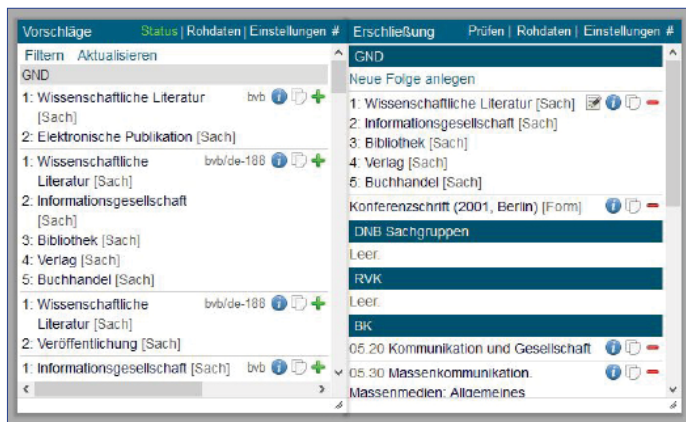 Vorschläge Status | Rohdaten | Einstellungen #
Filtern Aktualisieren
GND
1: Wissenschaftliche Literatur bvb
[Sach]
2: Elektronische Publikation [Sach]
1: Wissenschaftliche bvb/de-188
Literatur [Sach]
2: Informationsgesellschaft
[Sach]
3: Bibliothek [Sach]
4: Verlag [Sach]
5: Buchhandel [Sach]
1: Wissenschaftliche bvb/de-188
Literatur [Sach]
2: Veröffentlichung [Sach]
1: Informationsgesellschaft [Sach] bvb
Erschließung Prüfen | Rohdaten | Einstellungen #
GND
Neue Folge anlegen
1: Wissenschaftliche Literatur [Sach]
2: Informationsgesellschaft [Sach]
3: Bibliothek [Sach]
4: Verlag [Sach]
5: Buchhandel [Sach]
Konferenzschrift (2001, Berlin) [Form]
DNB Sachgruppen
Leer.
RVK
Leer.
BK
05.20 Kommunikation und Gesellschaft
05.30 Massenkommunikation.
Massenmedien: Allgemeines